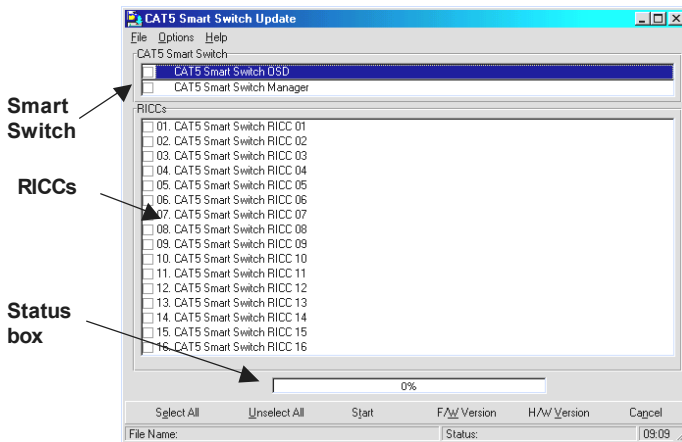 CAT5 Smart Switch Update
File Options Help
CAT5 Smart Switch
CAT5 Smart Switch OSD
CAT5 Smart Switch Manager
Smart
Switch
RICCs
01. CAT5 Smart Switch RICC 01
02. CAT5 Smart Switch RICC 02
03. CAT5 Smart Switch RICC 03
04. CAT5 Smart Switch RICC 04
05. CAT5 Smart Switch RICC 05
06. CAT5 Smart Switch RICC 06
07. CAT5 Smart Switch RICC 07
08. CAT5 Smart Switch RICC 08
09. CAT5 Smart Switch RICC 09
10. CAT5 Smart Switch RICC 10
11. CAT5 Smart Switch RICC 11
12. CAT5 Smart Switch RICC 12
13. CAT5 Smart Switch RICC 13
14. CAT5 Smart Switch RICC 14
15. CAT5 Smart Switch RICC 15
16. CAT5 Smart Switch RICC 16
RICCs
Status
box
0%
Select All Unselect All Start F/W Version H/W Version Cancel
File Name: Status: 09:09